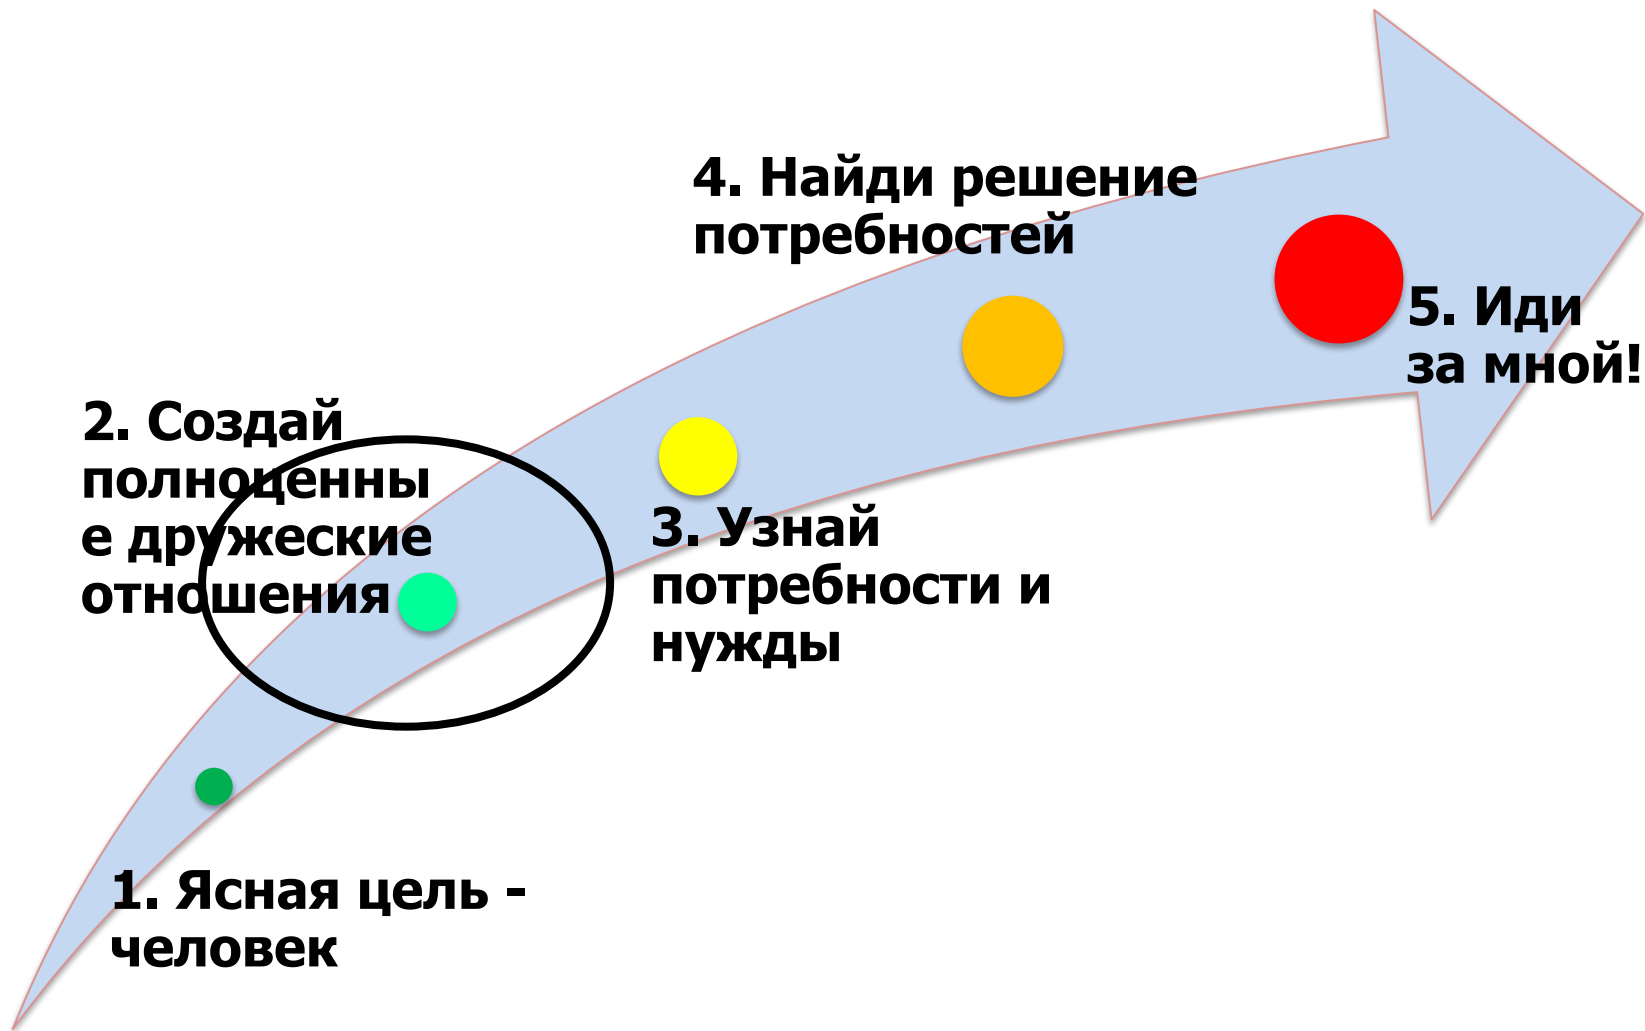 1. Ясная цель -
человек
2. Создай
полноценны
е дружеские
отношения
3. Узнай
потребности и
нужды
4. Найди решение
потребностей
5. Иди
за мной!